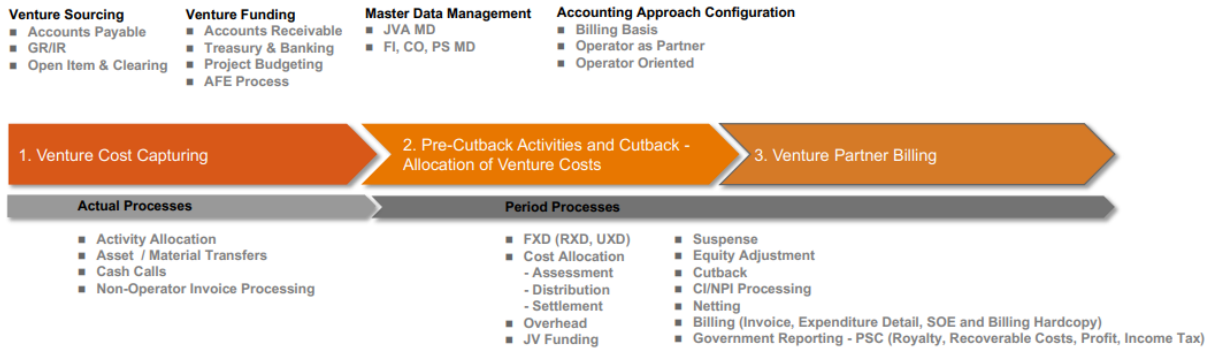 Venture Sourcing
■ Accounts Payable
■ GR/IR
■ Open Item & Clearing
Venture Funding
■ Accounts Receivable
■ Treasury & Banking
■ Project Budgeting
■ AFE Process
Master Data Management
■ JVA MD
■ FI, CO, PS MD
Accounting Approach Configuration
■ Billing Basis
■ Operator as Partner
■ Operator Oriented
1. Venture Cost Capturing
2. Pre-Cutback Activities and Cutback -
Allocation of Venture Costs
3. Venture Partner Billing
Actual Processes
Period Processes
■ Activity Allocation
■ Asset / Material Transfers
■ Cash Calls
■ Non-Operator Invoice Processing
■ FXD (RXD, UXD)
■ Cost Allocation
- Assessment
- Distribution
- Settlement
■ Overhead
■ JV Funding
■ Suspense
■ Equity Adjustment
■ Cutback
■ CI/NPI Processing
■ Netting
■ Billing (Invoice, Expenditure Detail, SOE and Billing Hardcopy)
■ Government Reporting - PSC (Royalty, Recoverable Costs, Profit, Income Tax)